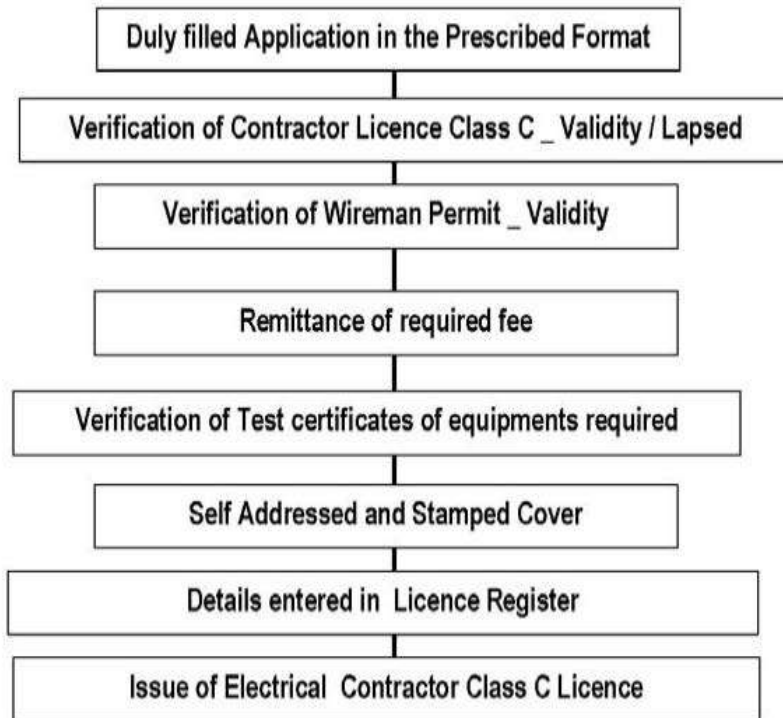 Duly filled Application in the Prescribed Format
Verification of Contractor Licence Class C _ Validity / Lapsed
Verification of Wireman Permit _ Validity
Remittance of required fee
Verification of Test certificates of equipments required
Self Addressed and Stamped Cover
Details entered in Licence Register
Issue of Electrical Contractor Class C Licence